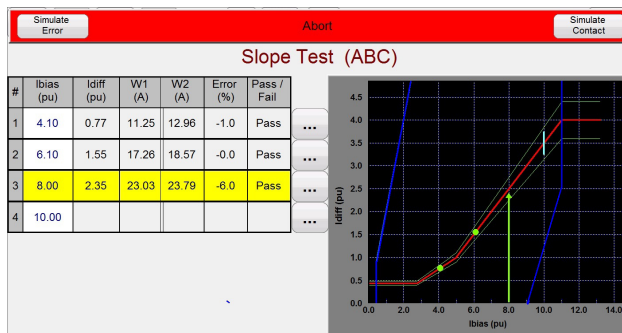 Simulate
Error
Abort
Simulate
Contact
Slope Test (ABC)
# Ibias (pu) Idiff (pu) W1 (A) W2 (A) Error (%) Pass / Fail
1 4.10 0.77 11.25 12.96 -1.0 Pass ...
2 6.10 1.55 17.26 18.57 -0.0 Pass ...
3 8.00 2.35 23.03 23.79 -6.0 Pass ...
4 10.00 ...
Idiff (pu)
4.5
4.0
3.5
3.0
2.5
2.0
1.5
1.0
0.5
0.0
0.0 2.0 4.0 6.0 8.0 10.0 12.0 14.0
Ibias (pu)